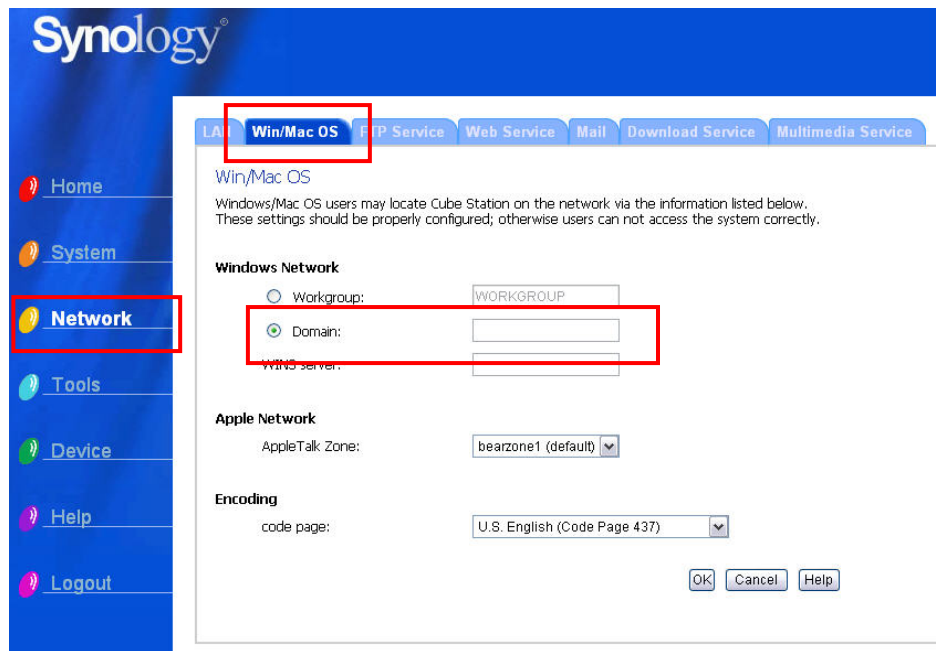 Synology®
LAN Win/Mac OS FTP Service Web Service Mail Download Service Multimedia Service
Home
System
Network
Tools
Device
Help
Logout
Win/Mac OS
Windows/Mac OS users may locate Cube Station on the network via the information listed below.
These settings should be properly configured; otherwise users can not access the system correctly.
Windows Network
Workgroup: WORKGROUP
Domain:
WINS server:
Apple Network
AppleTalk Zone: bearzone1 (default)
Encoding
code page: U.S. English (Code Page 437)
OK Cancel Help